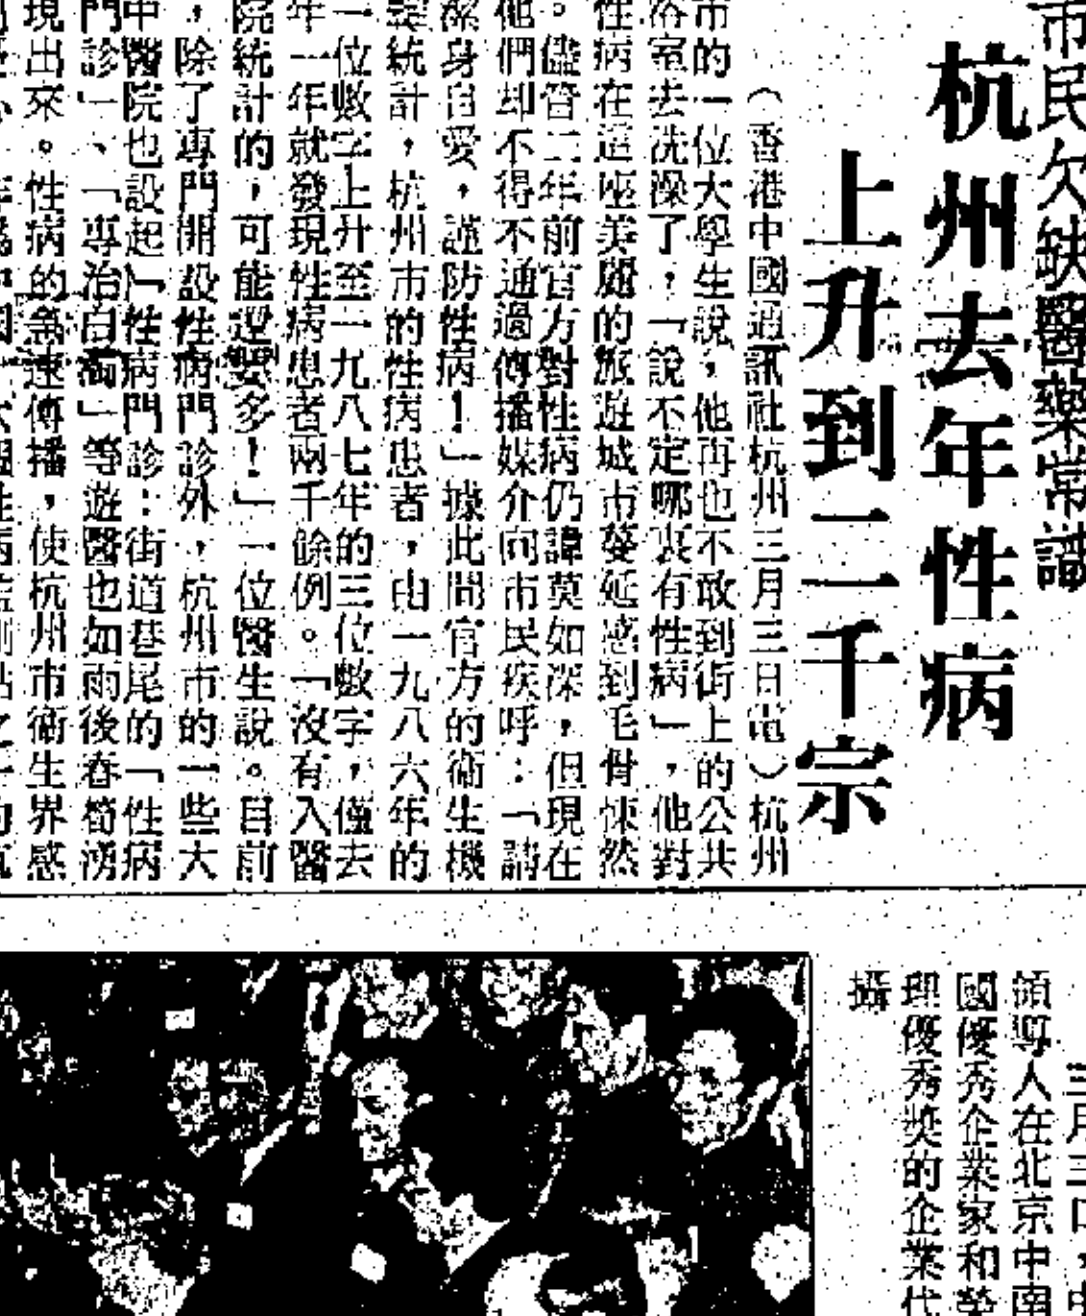 市民欠缺醫藥常識
杭州去年性病
上升到二千宗
（香港中國通訊社杭州三月三日電）杭州
市的一位大學生說，他再也不敢到街上的公共
浴室去洗澡了，「說不定哪裏有性病」，他對
性病在這座美麗的旅遊城市蔓延感到毛骨悚然
。儘管二年前官方對性病仍諱莫如深，但現在
他們却不得不通過傳播媒介向市民疾呼：「請
潔身自愛，謹防性病！」據此間官方的衞生機
統計，杭州市的性病患者，由一九八六年的
一位數字上升至一九八七年的三位數字，僅去
年一年就發現性病患者兩千餘例。「沒有入醫
院統計的，可能還要多！」一位醫生說。目前
，除了專門開設性病門診外，杭州市的一些大
中醫院也設起「性病門診：街道巷尾的「性病
門診」、「專治白濁」等遊醫也如雨後春筍湧
現出來。性病的急速傳播，使杭州市衞生界感
三月三
領導人在北京中南
國優秀企業家和
理優秀獎的企業代
攝